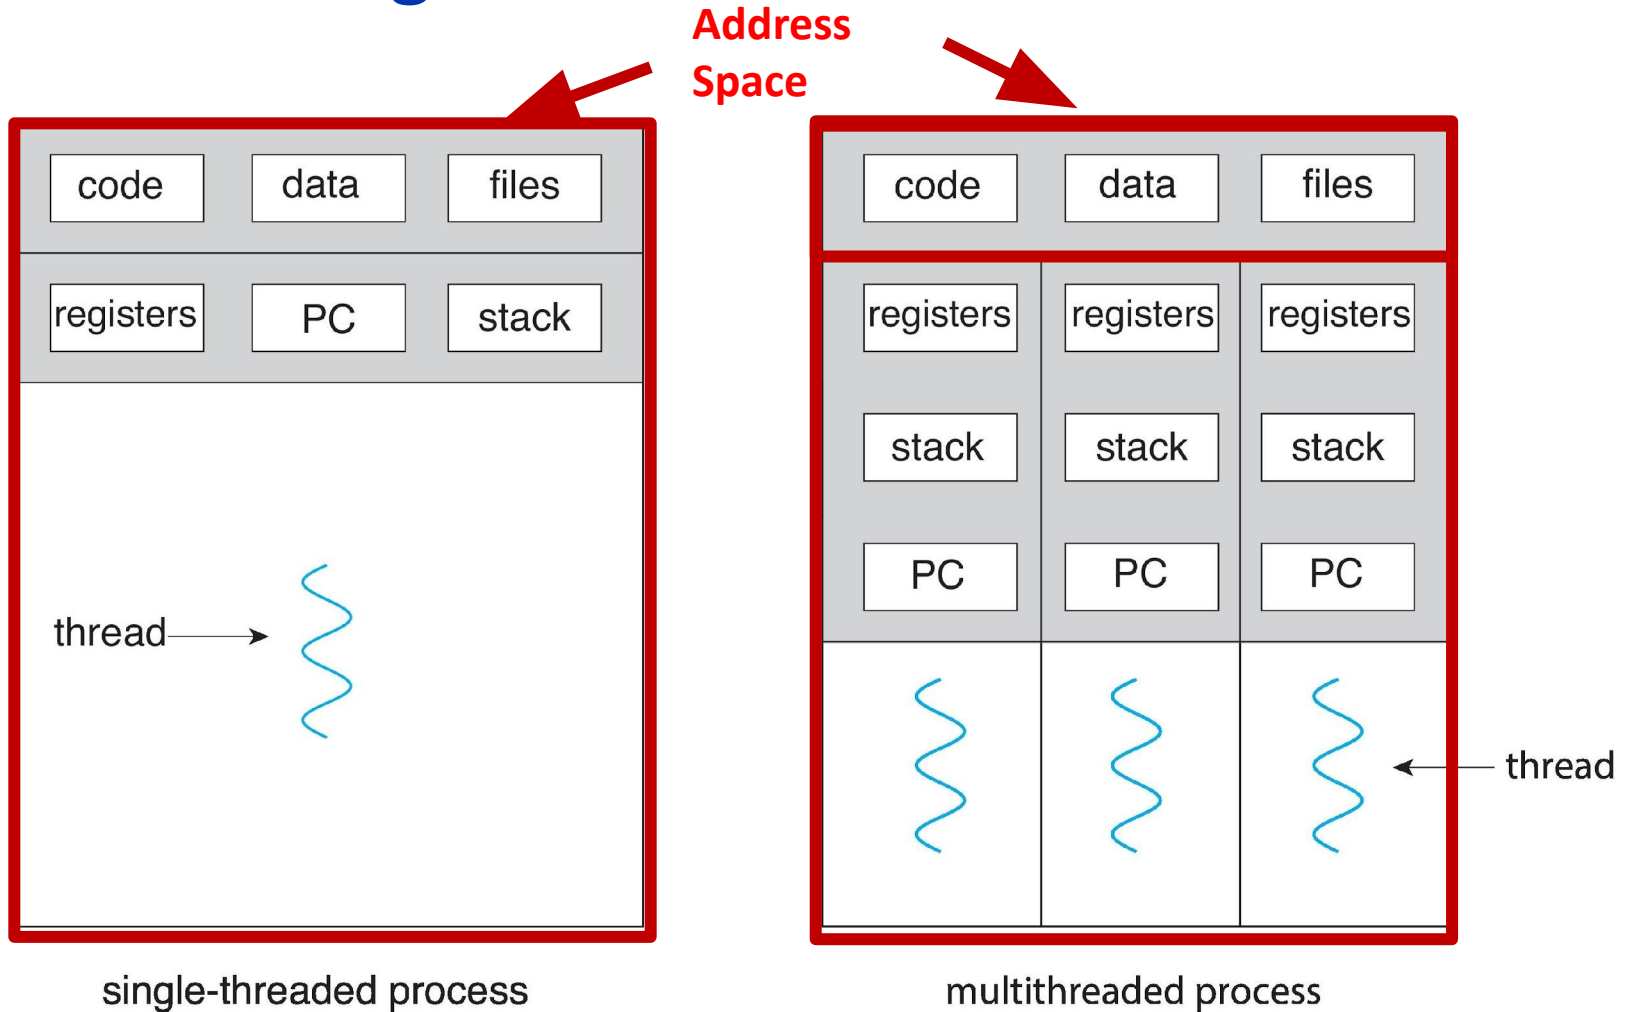 Address
Space
code data files
registers PC stack
thread
single-threaded process
code data files
registers registers registers
stack stack stack
PC PC PC
thread
multithreaded process